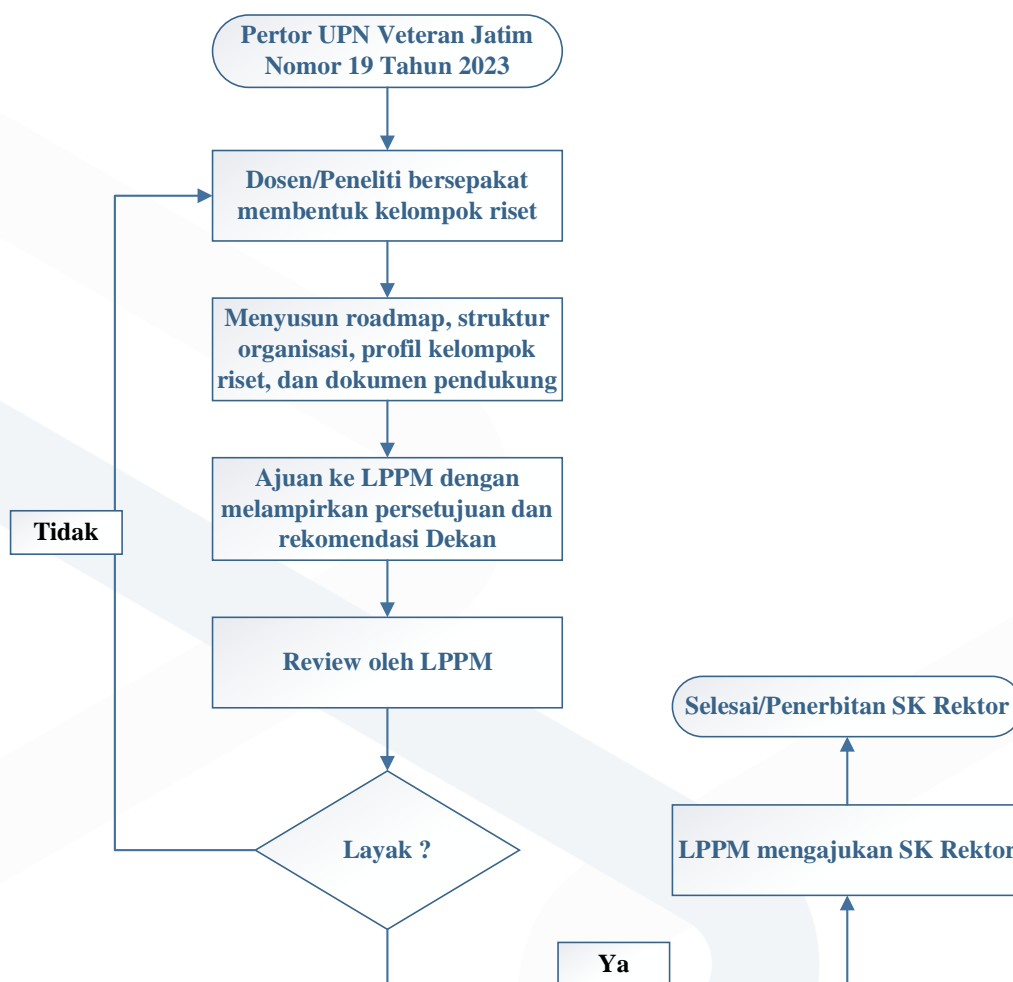 Pertor UPN Veteran Jatim
Nomor 19 Tahun 2023
Dosen/Peneliti bersepakat
membentuk kelompok riset
Menyusun roadmap, struktur
organisasi, profil kelompok
riset, dan dokumen pendukung
Ajuan ke LPPM dengan
melampirkan persetujuan dan
rekomendasi Dekan
Tidak
Review oleh LPPM
Layak ?
Ya
LPPM mengajukan SK Rektor
Selesai/Penerbitan SK Rektor